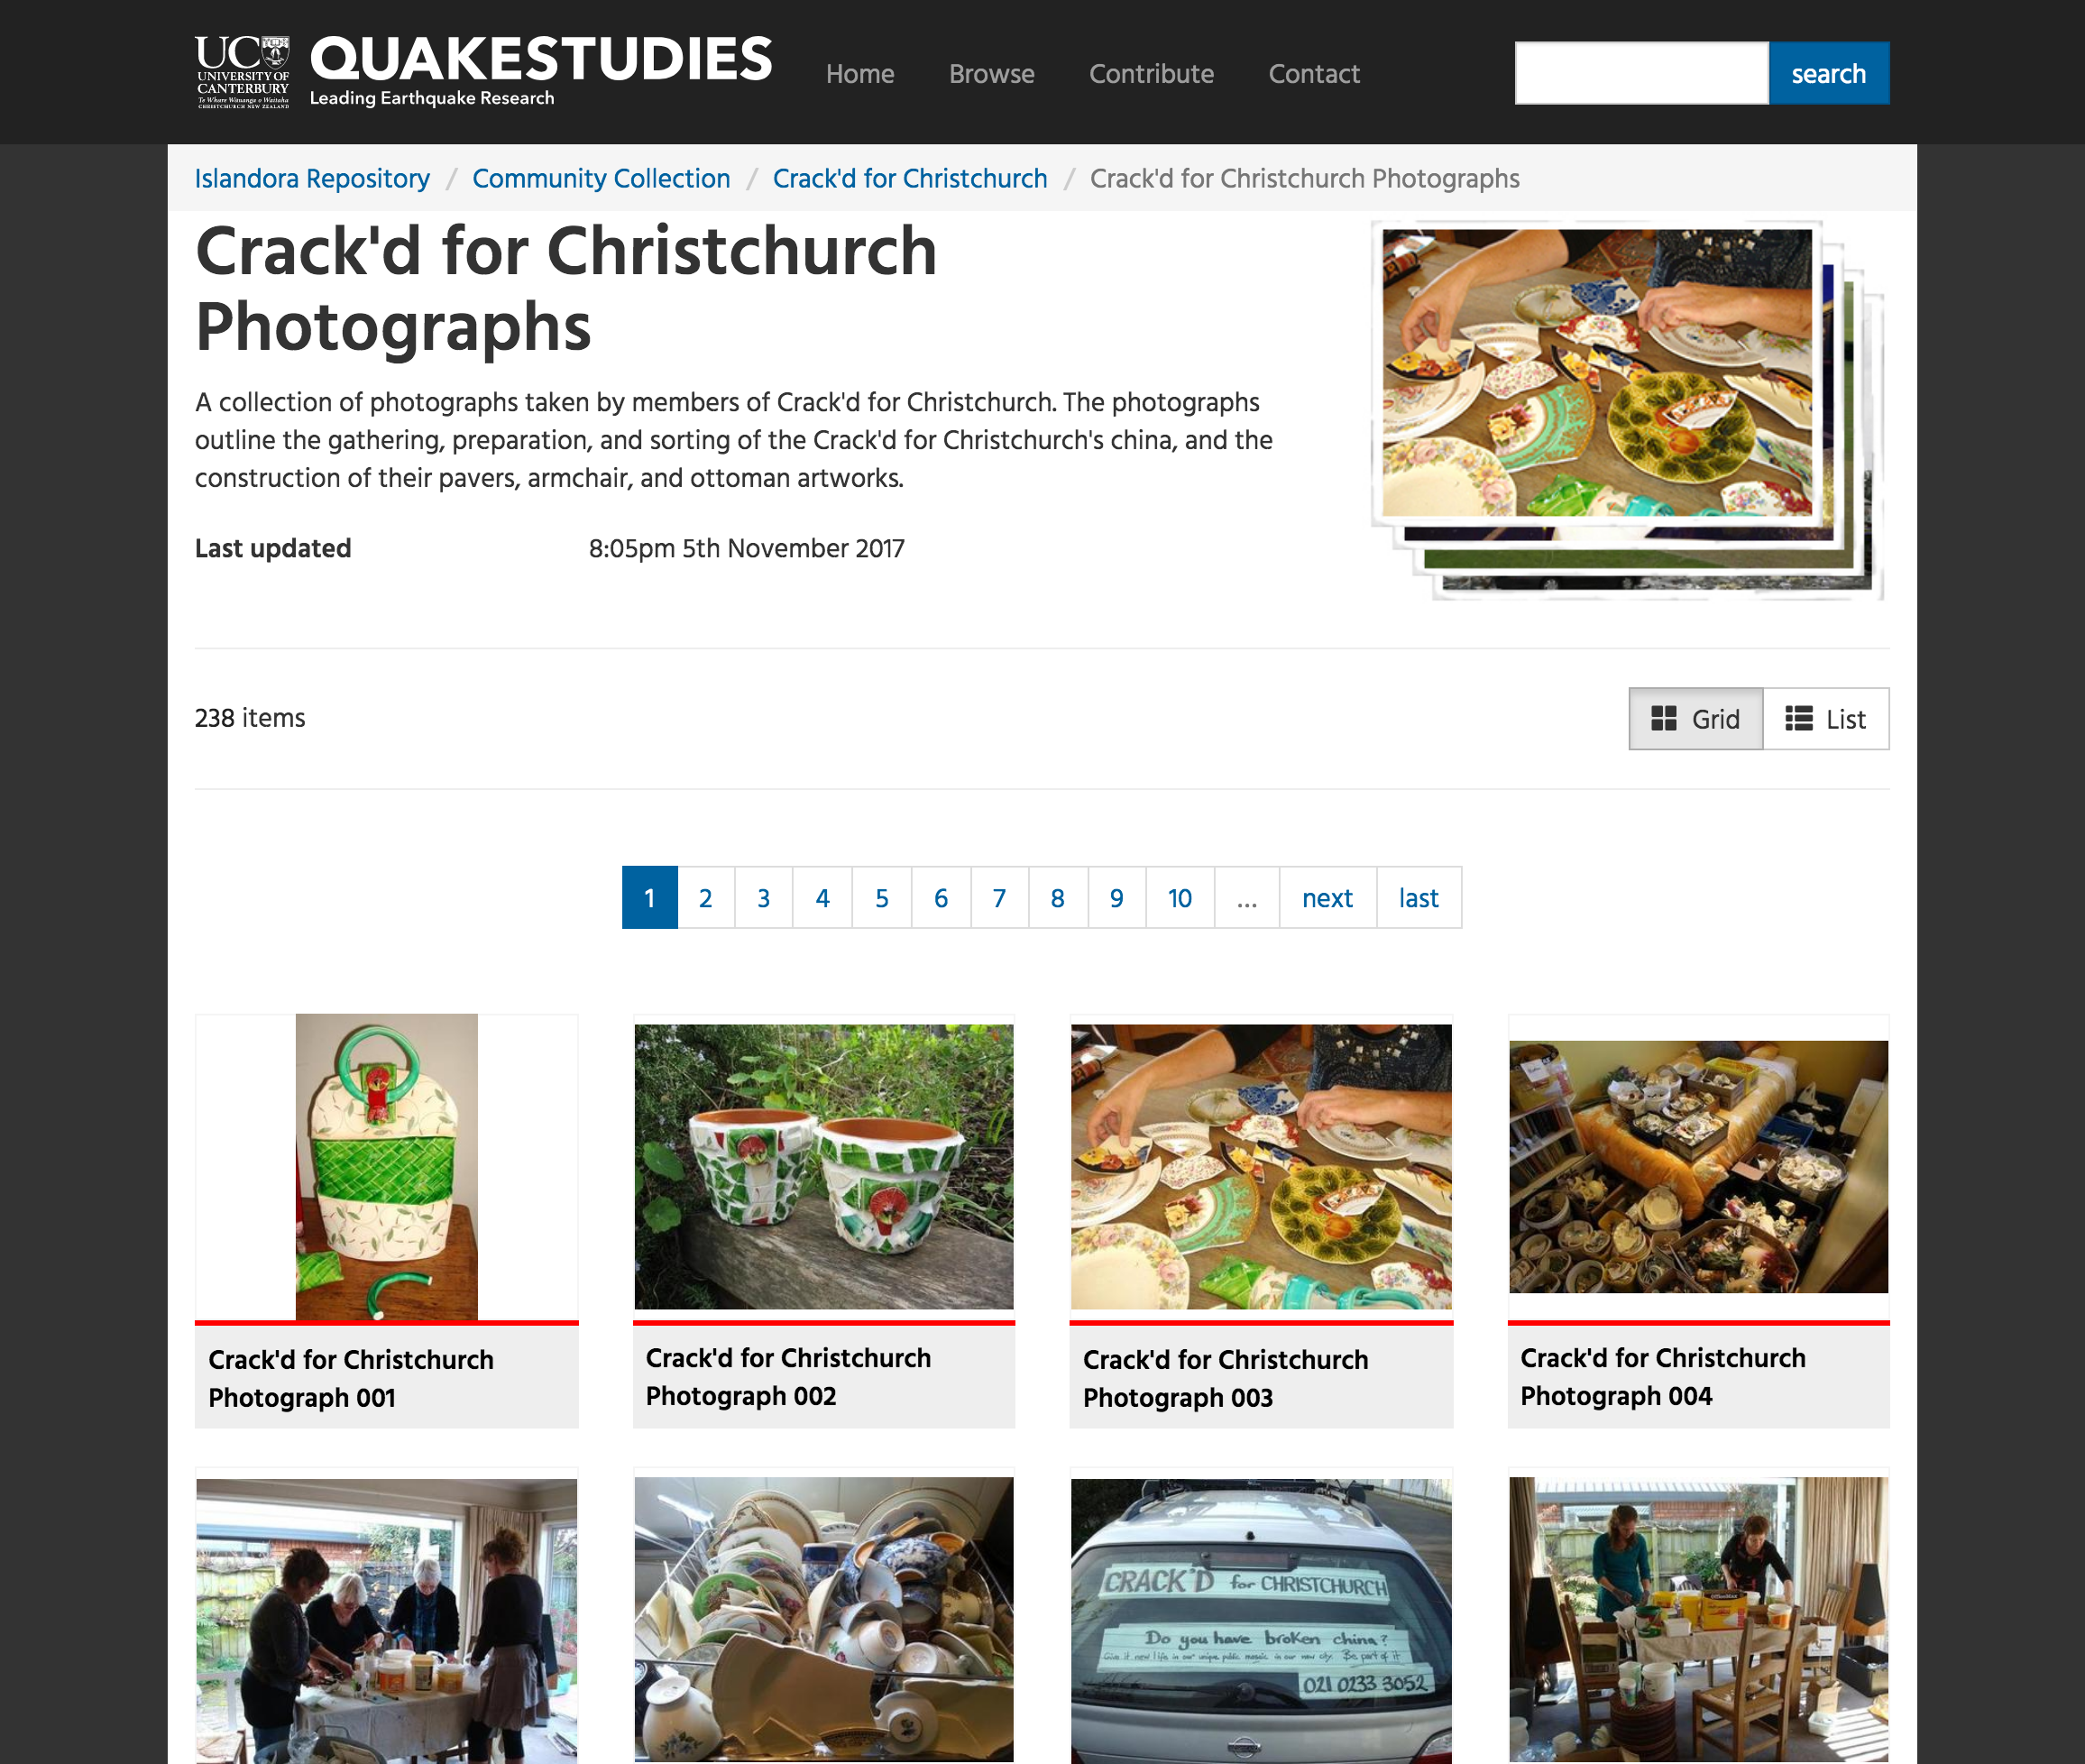 UC
UNIVERSITY OF
CANTERBURY
Te Whare Wānanga o Waitaha
CHRISTCHURCH NEW ZEALAND
QUAKESTUDIES
Leading Earthquake Research
Home
Browse
Contribute
Contact
search
Islandora Repository / Community Collection / Crack'd for Christchurch / Crack'd for Christchurch Photographs
Crack'd for Christchurch
Photographs
A collection of photographs taken by members of Crack'd for Christchurch. The photographs
outline the gathering, preparation, and sorting of the Crack'd for Christchurch's china, and the
construction of their pavers, armchair, and ottoman artworks.
Last updated 8:05pm 5th November 2017
238 items
Grid
List
1 2 3 4 5 6 7 8 9 10 ... next last
Crack'd for Christchurch
Photograph 001
Crack'd for Christchurch
Photograph 002
Crack'd for Christchurch
Photograph 003
Crack'd for Christchurch
Photograph 004
CRACK'D for CHRISTCHURCH
Do you have broken china?
Give it new life in our unique public mosaic in our new city. Be part of it
021 0233 3052